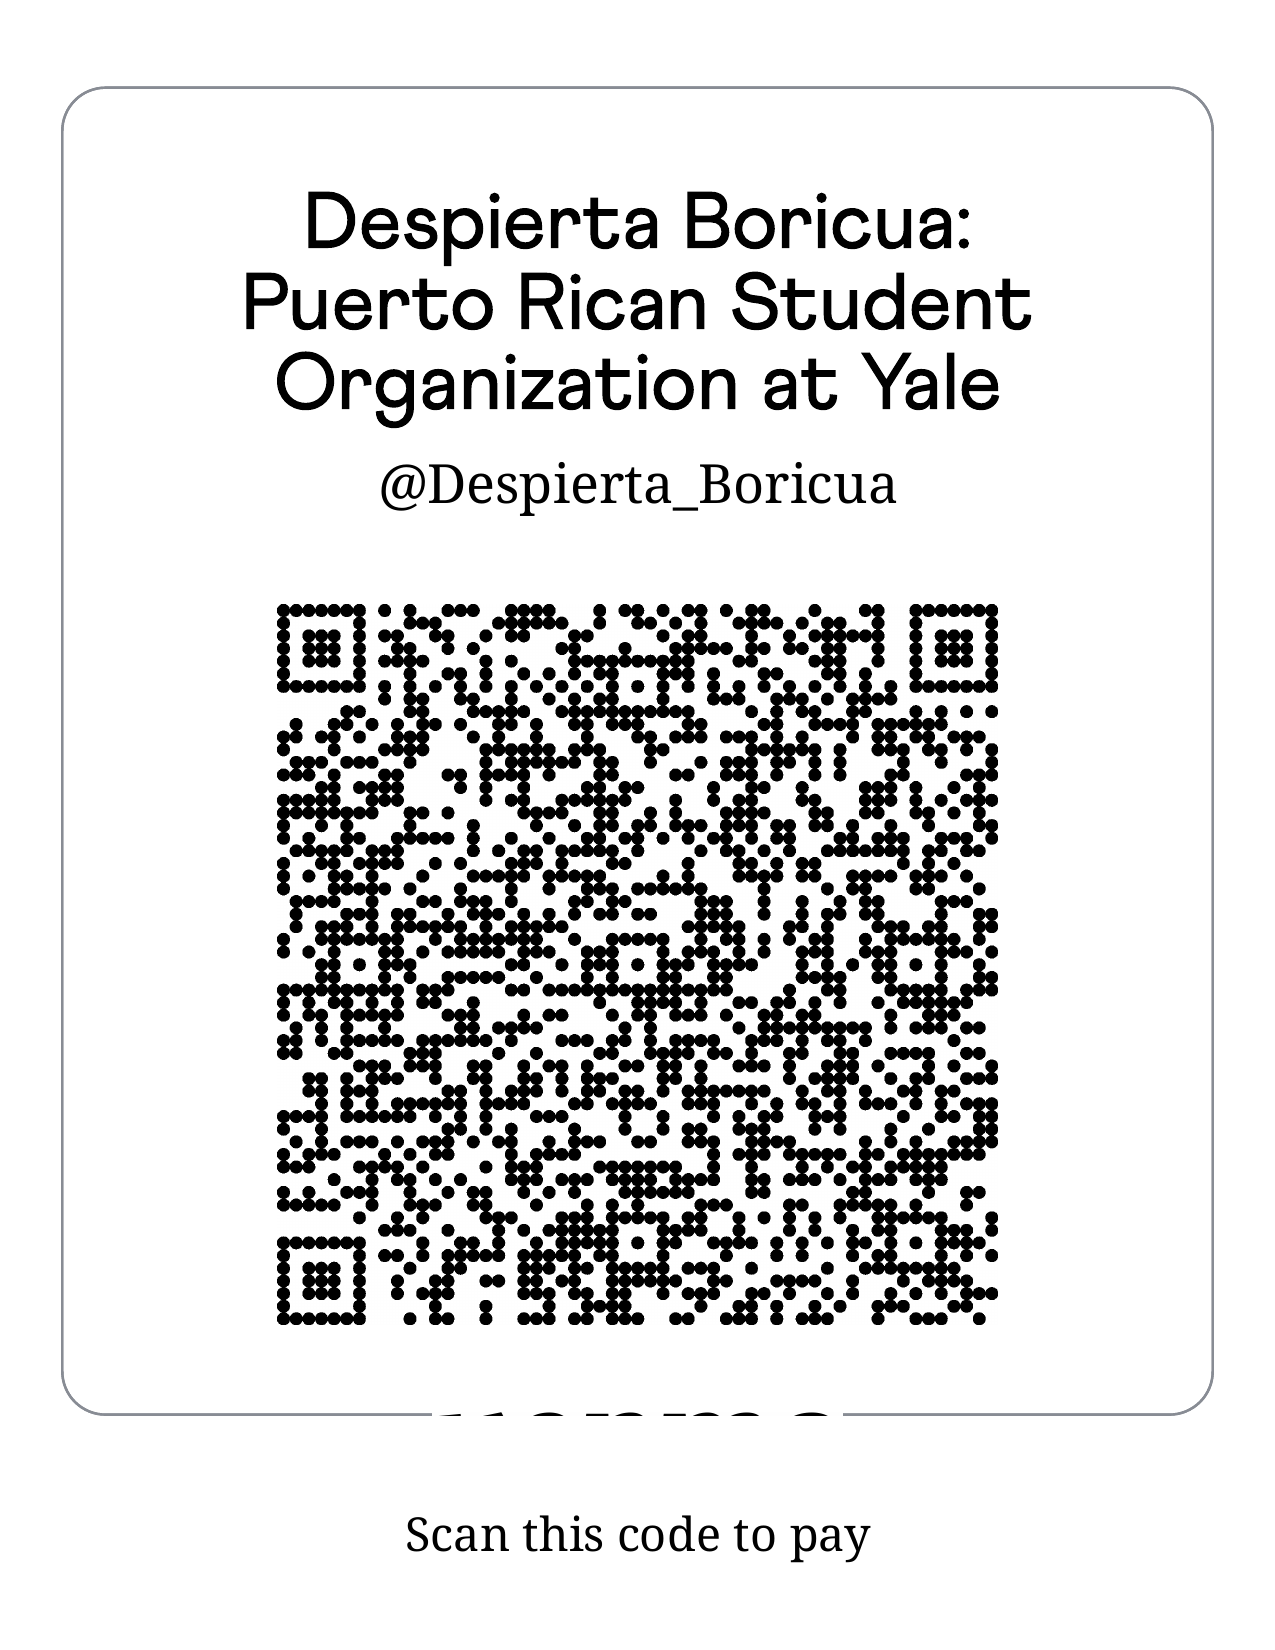 Despierta Boricua:
Puerto Rican Student
Organization at Yale
@Despierta_Boricua
Scan this code to pay